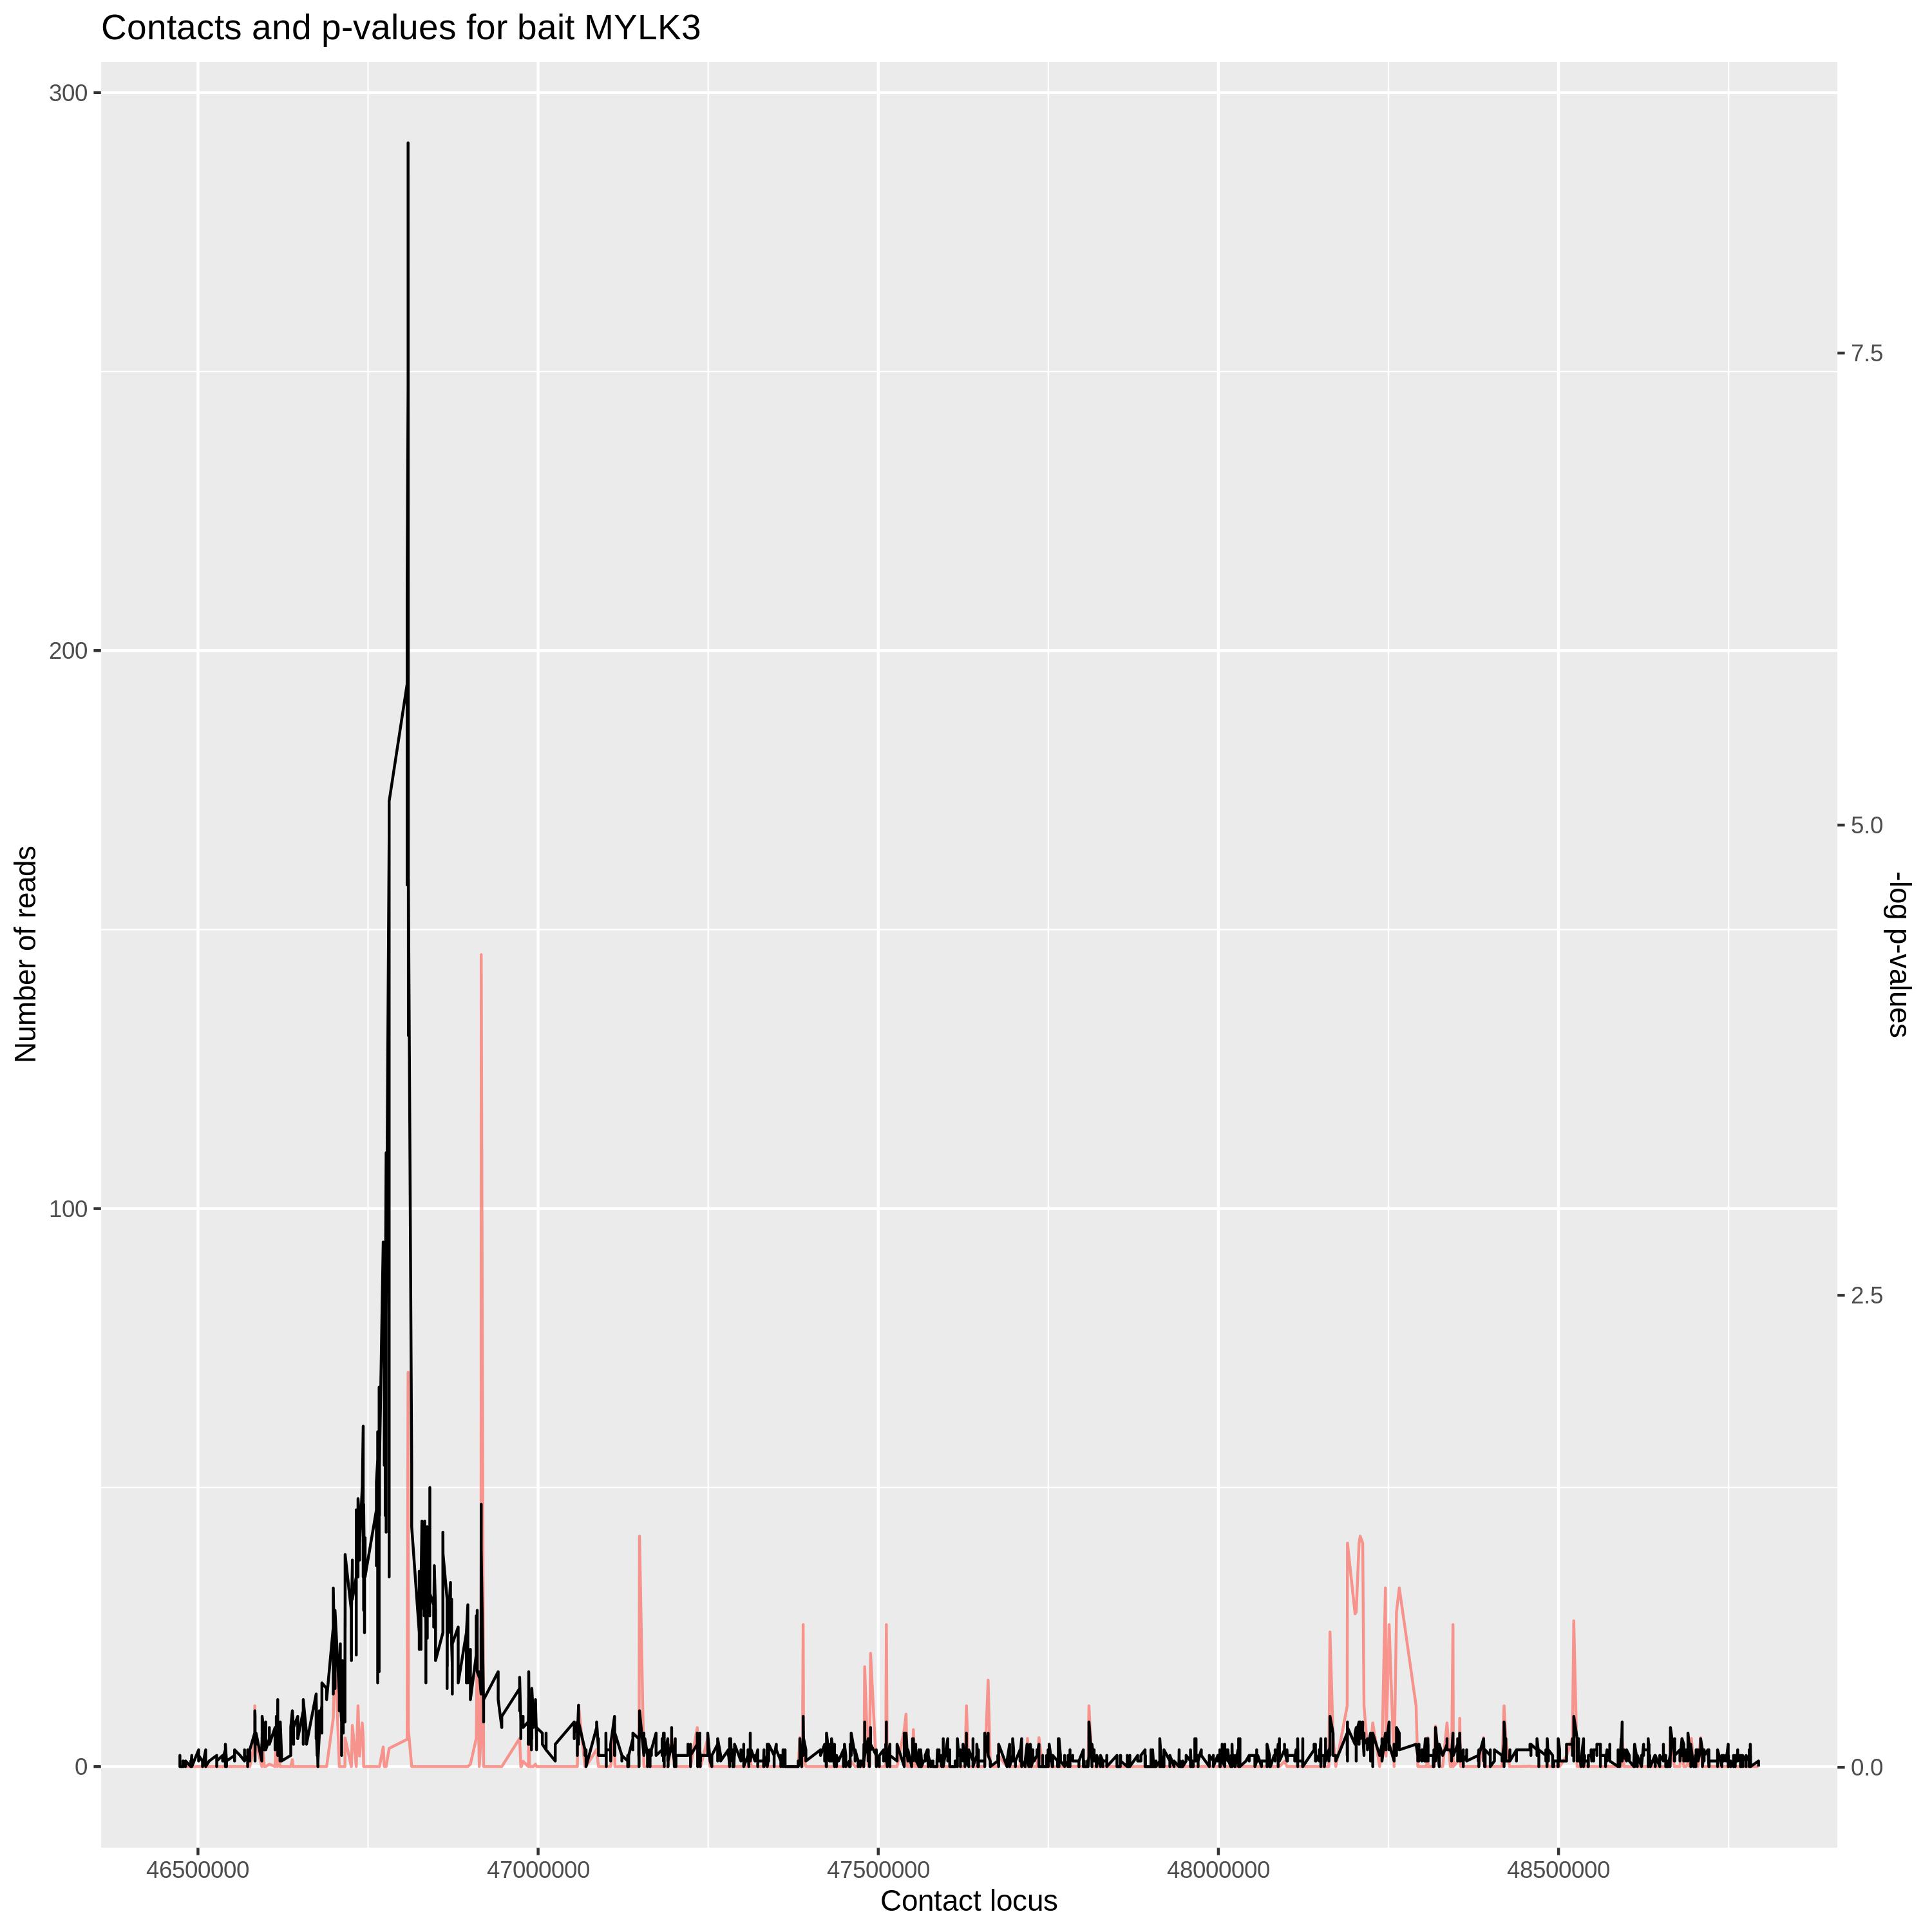 Contacts and p-values for bait MYLK3
300
200
100
0
Number of reads
7.5
5.0
2.5
0.0
-log p-values
46500000 47000000 47500000 48000000 48500000
Contact locus